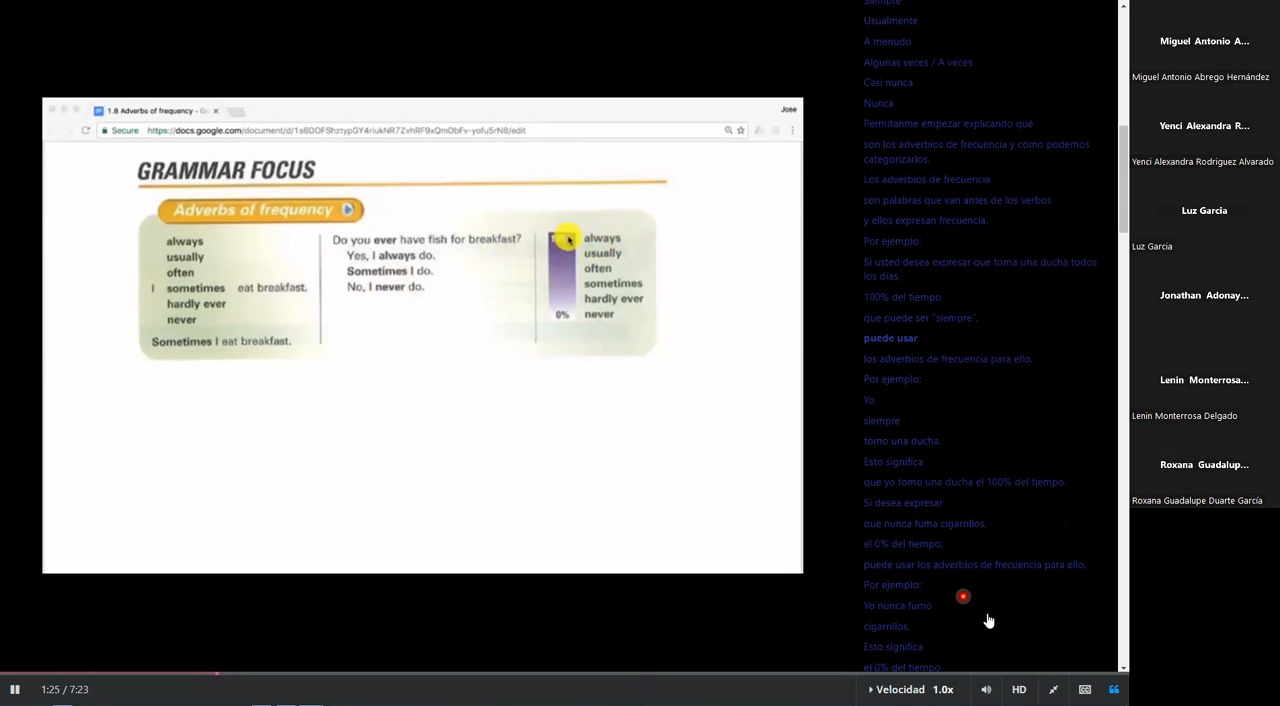 1.8 Adverbs of frequency - G
Jose
Secure
https://docs.google.com/document/d/1s6DOFShztypGY4riukNR7ZvhRF9xQmDbFv-yofu5rN8/edit
GRAMMAR FOCUS
Adverbs of frequency
always
usually
often
I sometimes eat breakfast.
hardly ever
never
Sometimes I eat breakfast.
Do you ever have fish for breakfast?
Yes, I always do.
Sometimes I do.
No, I never do.
always
usually
often
sometimes
hardly ever
0% never
Siempre
Usualmente
A menudo
Algunas veces / A veces
Casi nunca
Nunca
Permítanme empezar explicando qué
son los adverbios de frecuencia y cómo podemos
categorizarlos.
Los adverbios de frecuencia
son palabras que van antes de los verbos
y ellos expresan frecuencia.
Por ejemplo:
Si usted desea expresar que toma una ducha todos
los días.
100% del tiempo
que puede ser "siempre",
puede usar
los adverbios de frecuencia para ello.
Por ejemplo:
Yo
siempre
tomo una ducha.
Esto significa
que yo tomo una ducha el 100% del tiempo.
Si desea expresar
que nunca fuma cigarrillos,
el 0% del tiempo,
puede usar los adverbios de frecuencia para ello.
Por ejemplo:
Yo nunca fumo
cigarrillos.
Esto significa
el 0% del tiempo
Miguel Antonio A...
Miguel Antonio Abrego Hernández
Yenci Alexandra R...
Yenci Alexandra Rodriguez Alvarado
Luz Garcia
Luz Garcia
Jonathan Adonay...
Lenin Monterrosa...
Lenin Monterrosa Delgado
Roxana Guadalup...
Roxana Guadalupe Duarte García
1:25 / 7:23
Velocidad 1.0x
HD
CC